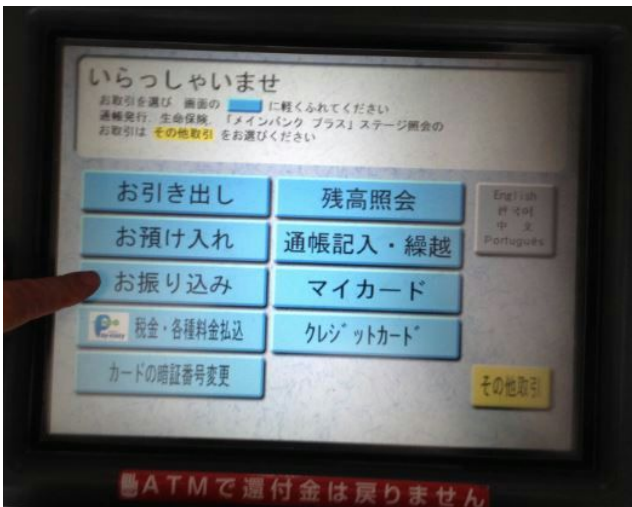 いらっしゃいませ
お取引を選び 画面の に軽くふれてください
通帳発行、生命保険、「メインバンク プラス」ステージ照会の
お取引は その他取引 をお選びください
お引き出し
残高照会
English
한국어
中 文
Português
お預け入れ
通帳記入・繰越
お振り込み
マイカード
Pay-easy
税金・各種料金払込
クレジットカード
カードの暗証番号変更
その他取引
ATMで還付金は戻りません